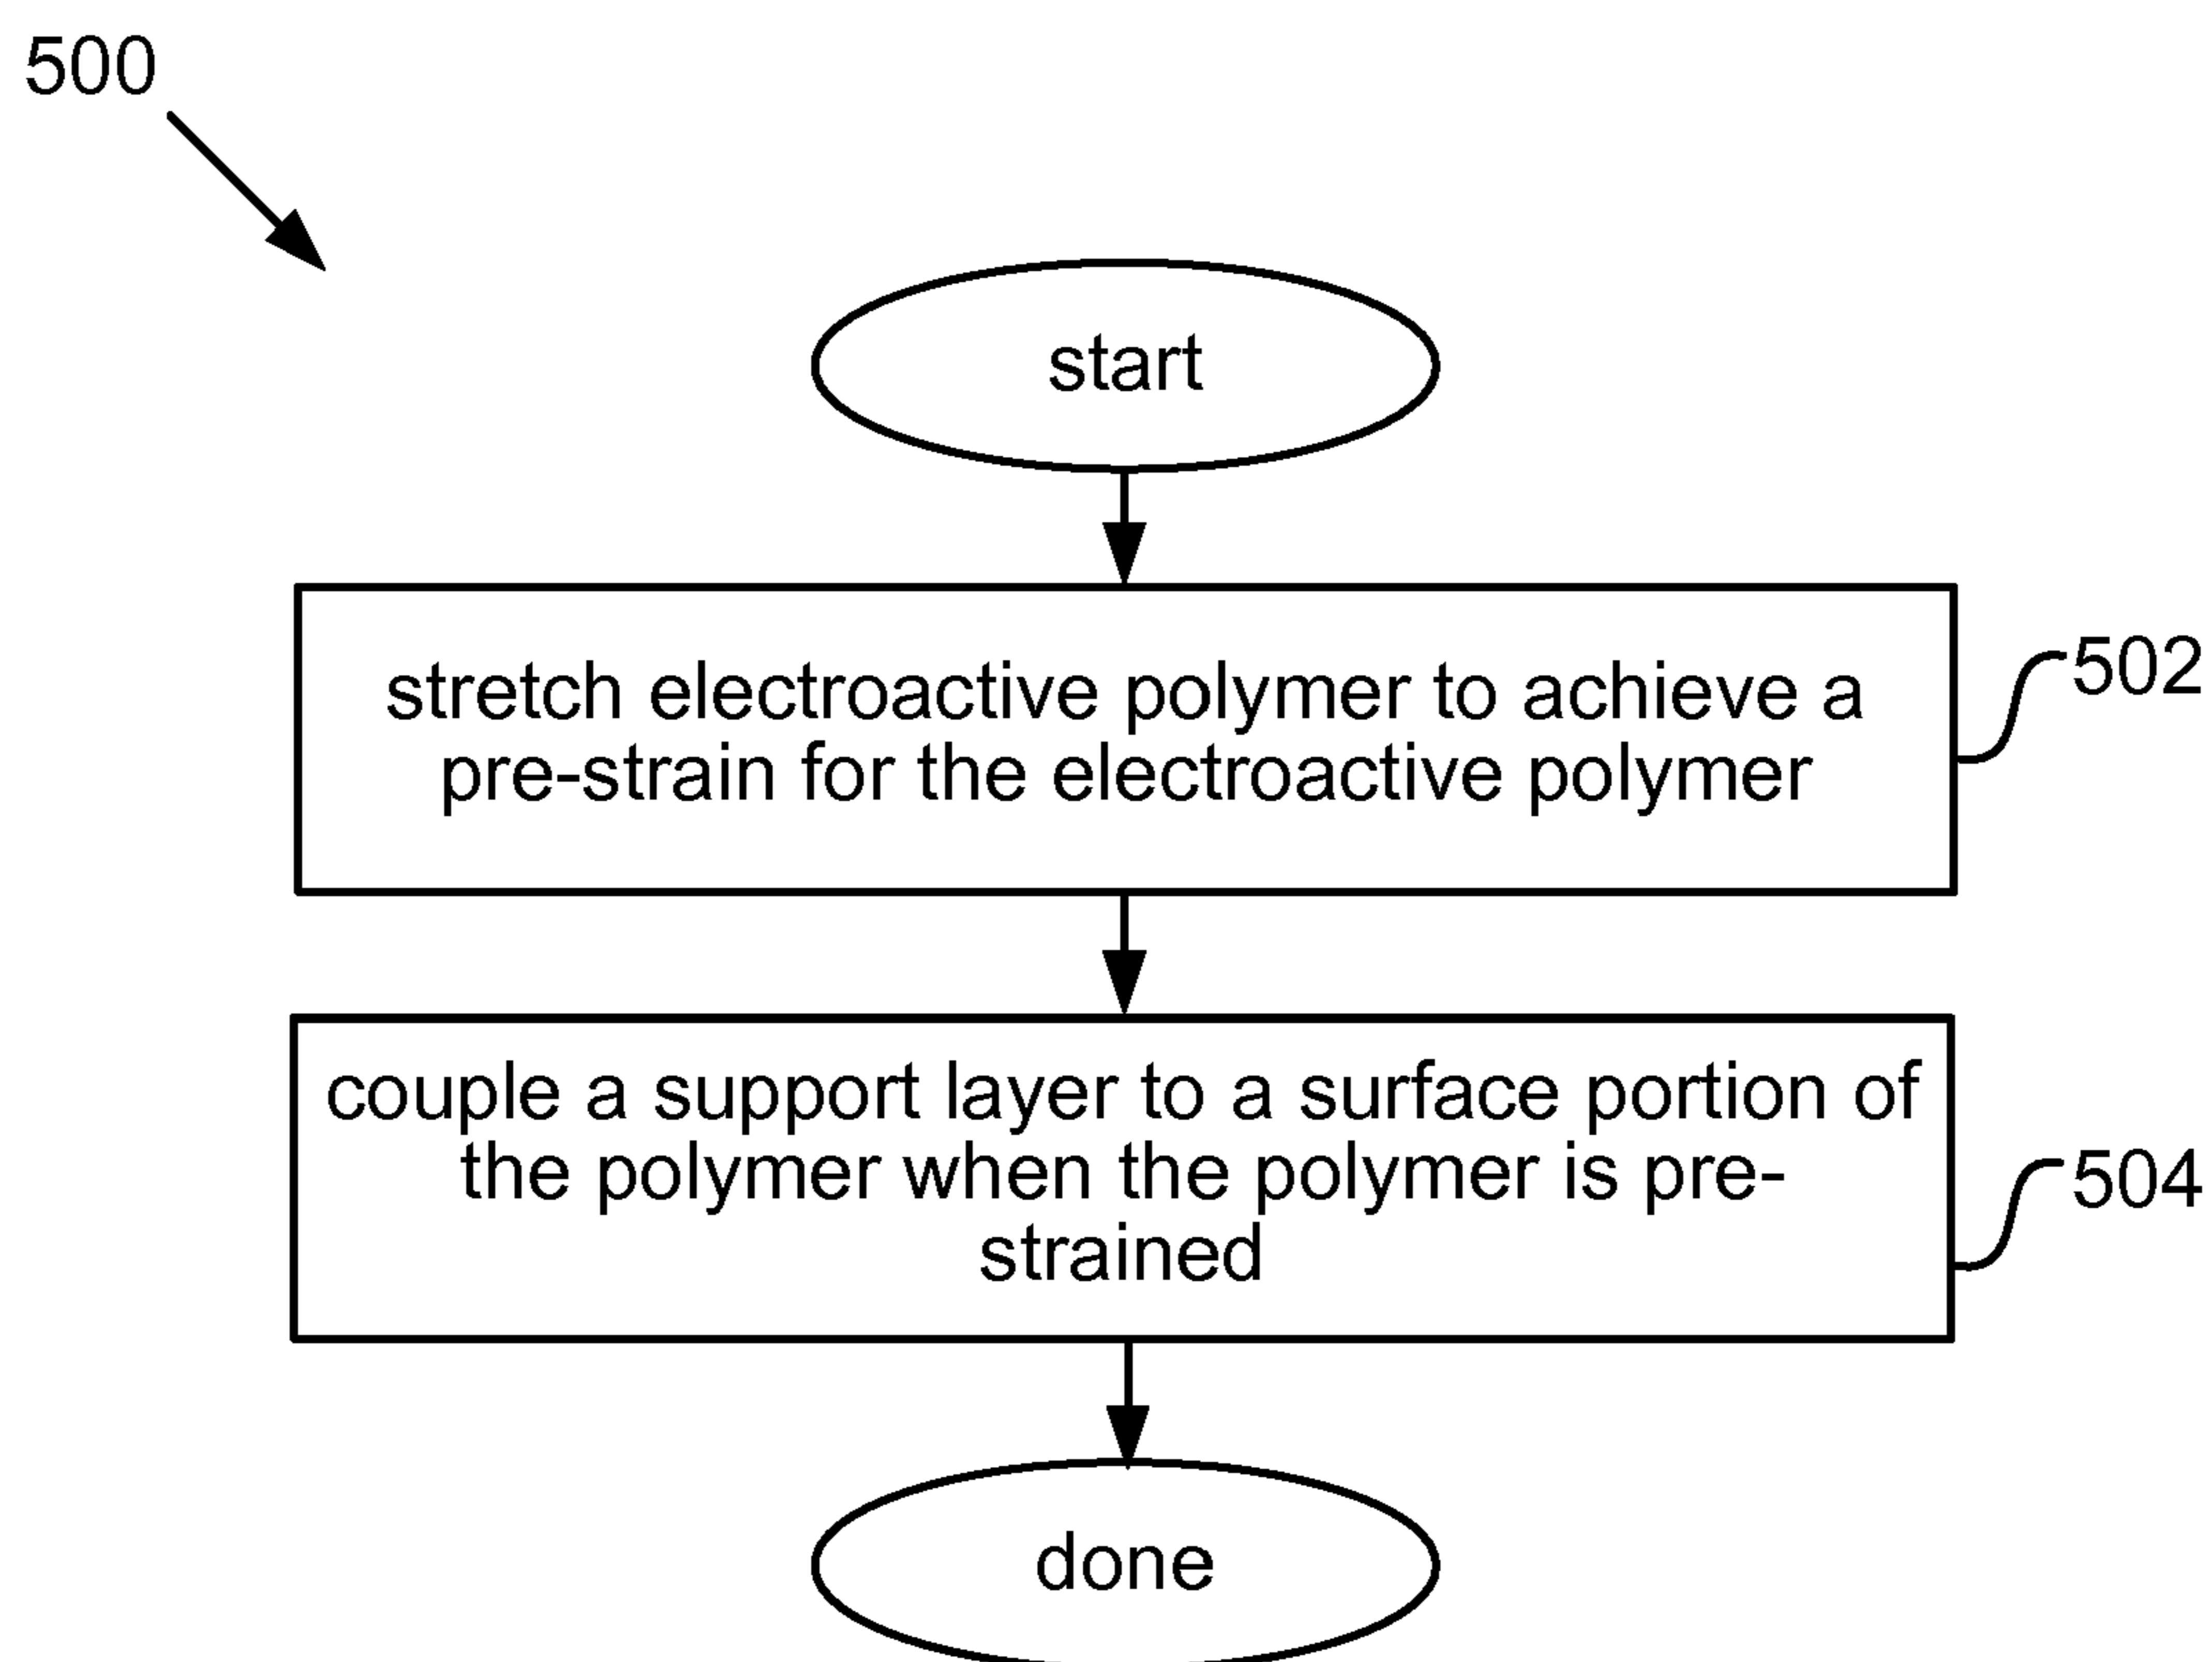 500
start
stretch electroactive polymer to achieve a
pre-strain for the electroactive polymer
502
couple a support layer to a surface portion of
the polymer when the polymer is pre-
strained
504
done